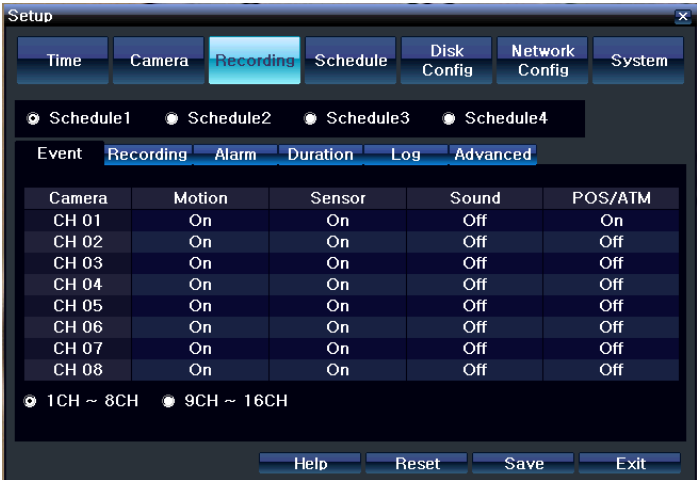 Setup
Time Camera Recording Schedule Disk Config Network Config System
Schedule1 Schedule2 Schedule3 Schedule4
Event Recording Alarm Duration Log Advanced
Camera Motion Sensor Sound POS/ATM
CH 01 On On Off On
CH 02 On On Off Off
CH 03 On On Off Off
CH 04 On On Off Off
CH 05 On On Off Off
CH 06 On On Off Off
CH 07 On On Off Off
CH 08 On On Off Off
1CH ~ 8CH 9CH ~ 16CH
Help Reset Save Exit